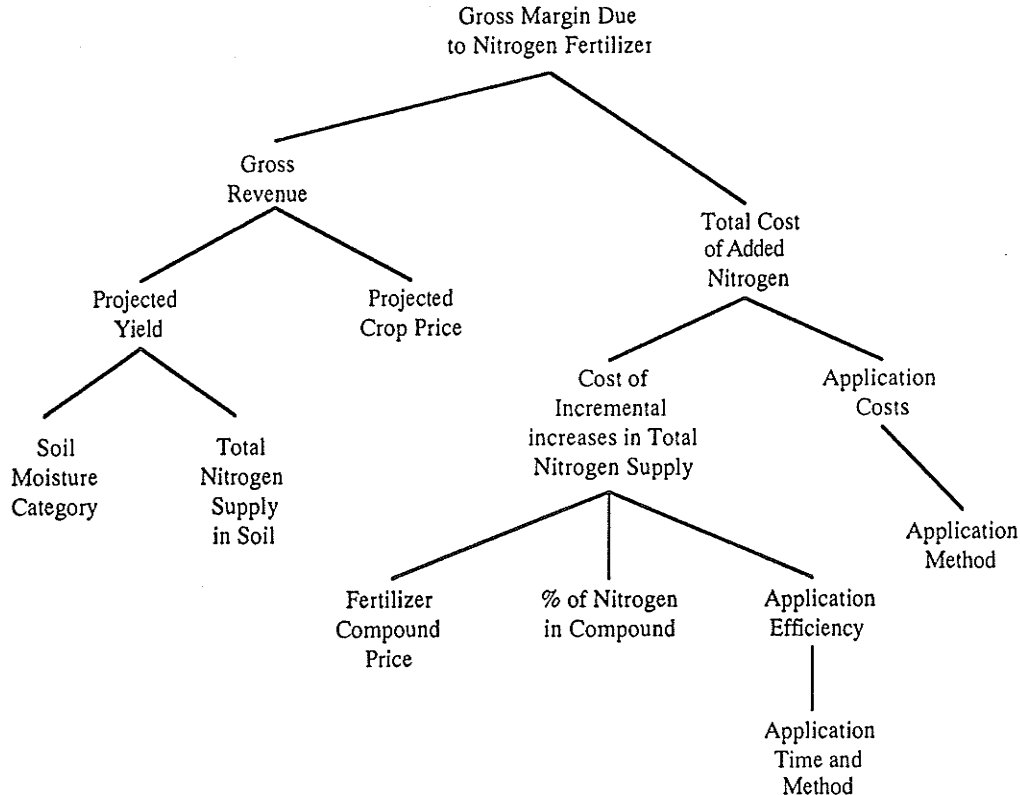 Gross Margin Due
to Nitrogen Fertilizer
Gross
Revenue
Total Cost
of Added
Nitrogen
Projected
Yield
Projected
Crop Price
Cost of
Incremental
increases in Total
Nitrogen Supply
Application
Costs
Soil
Moisture
Category
Total
Nitrogen
Supply
in Soil
Application
Method
Fertilizer
Compound
Price
% of Nitrogen
in Compound
Application
Efficiency
Application
Time and
Method